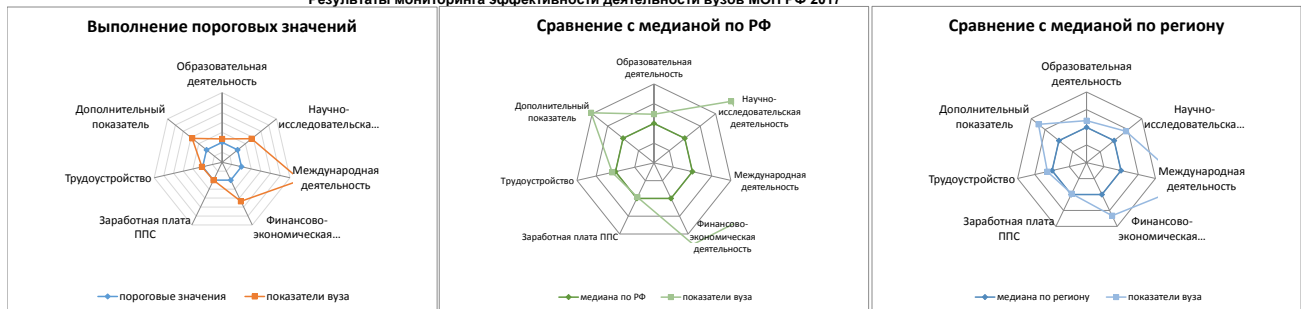 Результаты мониторинга эффективности деятельности вузов МОН РФ 2017
Выполнение пороговых значений
Образовательная
деятельность
Научно-
исследовательска...
Международная
деятельность
Финансово-
экономическая...
Заработная плата
ППС
Трудоустройство
Дополнительный
показатель
пороговые значения
показатели вуза
Сравнение с медианой по РФ
Образовательная
деятельность
Научно-
исследовательская
деятельность
Международная
деятельность
Финансово-
экономическая
деятельность
Заработная плата ППС
Трудоустройство
Дополнительный
показатель
медиана по РФ
показатели вуза
Сравнение с медианой по региону
Образовательная
деятельность
Научно-
исследовательска...
Международная
деятельность
Финансово-
экономическая...
Заработная плата
ППС
Трудоустройство
Дополнительный
показатель
медиана по региону
показатели вуза